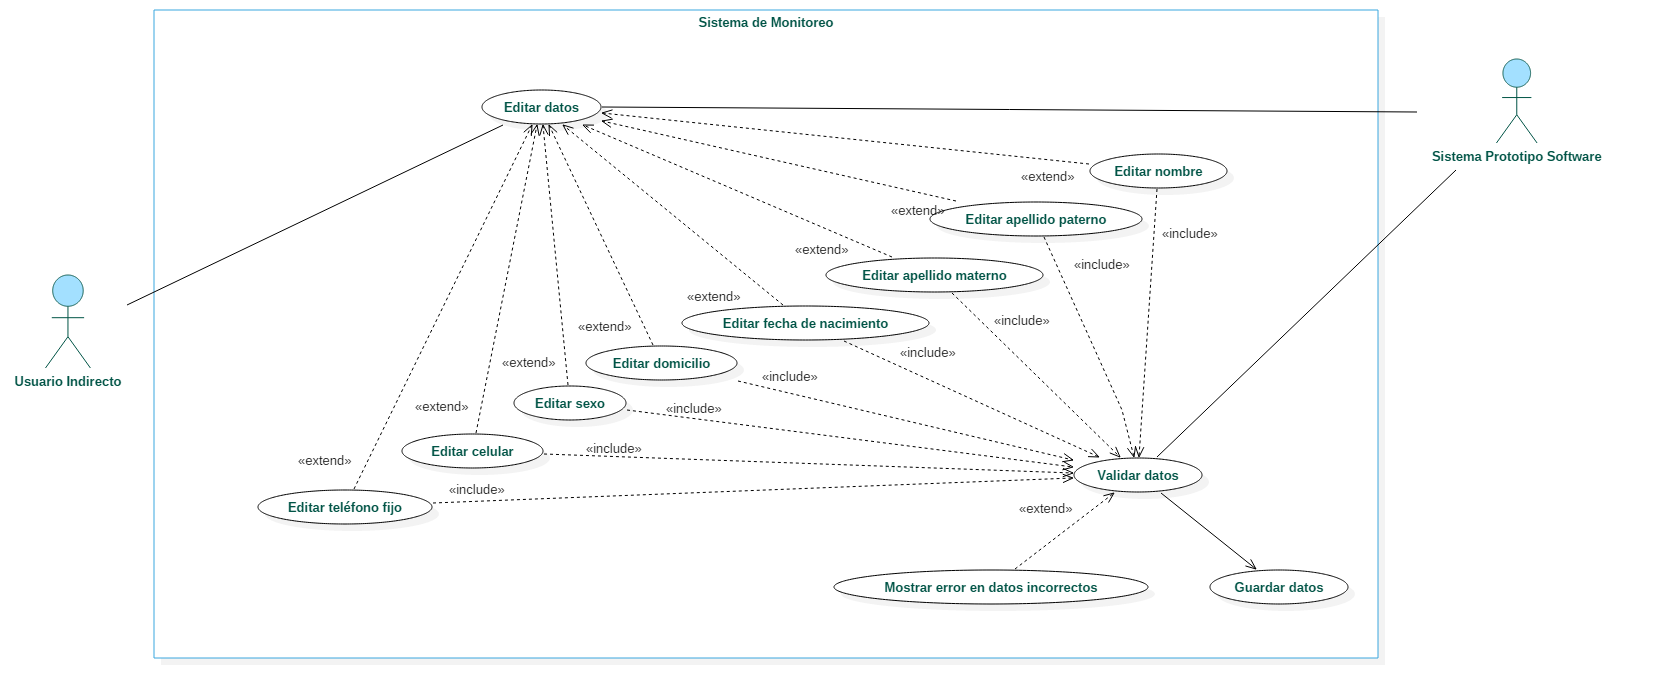 Sistema de Monitoreo
Editar datos
Sistema Prototipo Software
Editar nombre
«extend»
«extend»
Editar apellido paterno
«include»
«extend»
«include»
Editar apellido materno
«extend»
Editar fecha de nacimiento
«include»
«extend»
«include»
Editar domicilio
«extend»
«include»
Usuario Indirecto
Editar sexo
«include»
«extend»
Editar celular
«include»
«extend»
Validar datos
«include»
Editar teléfono fijo
«extend»
Mostrar error en datos incorrectos
Guardar datos